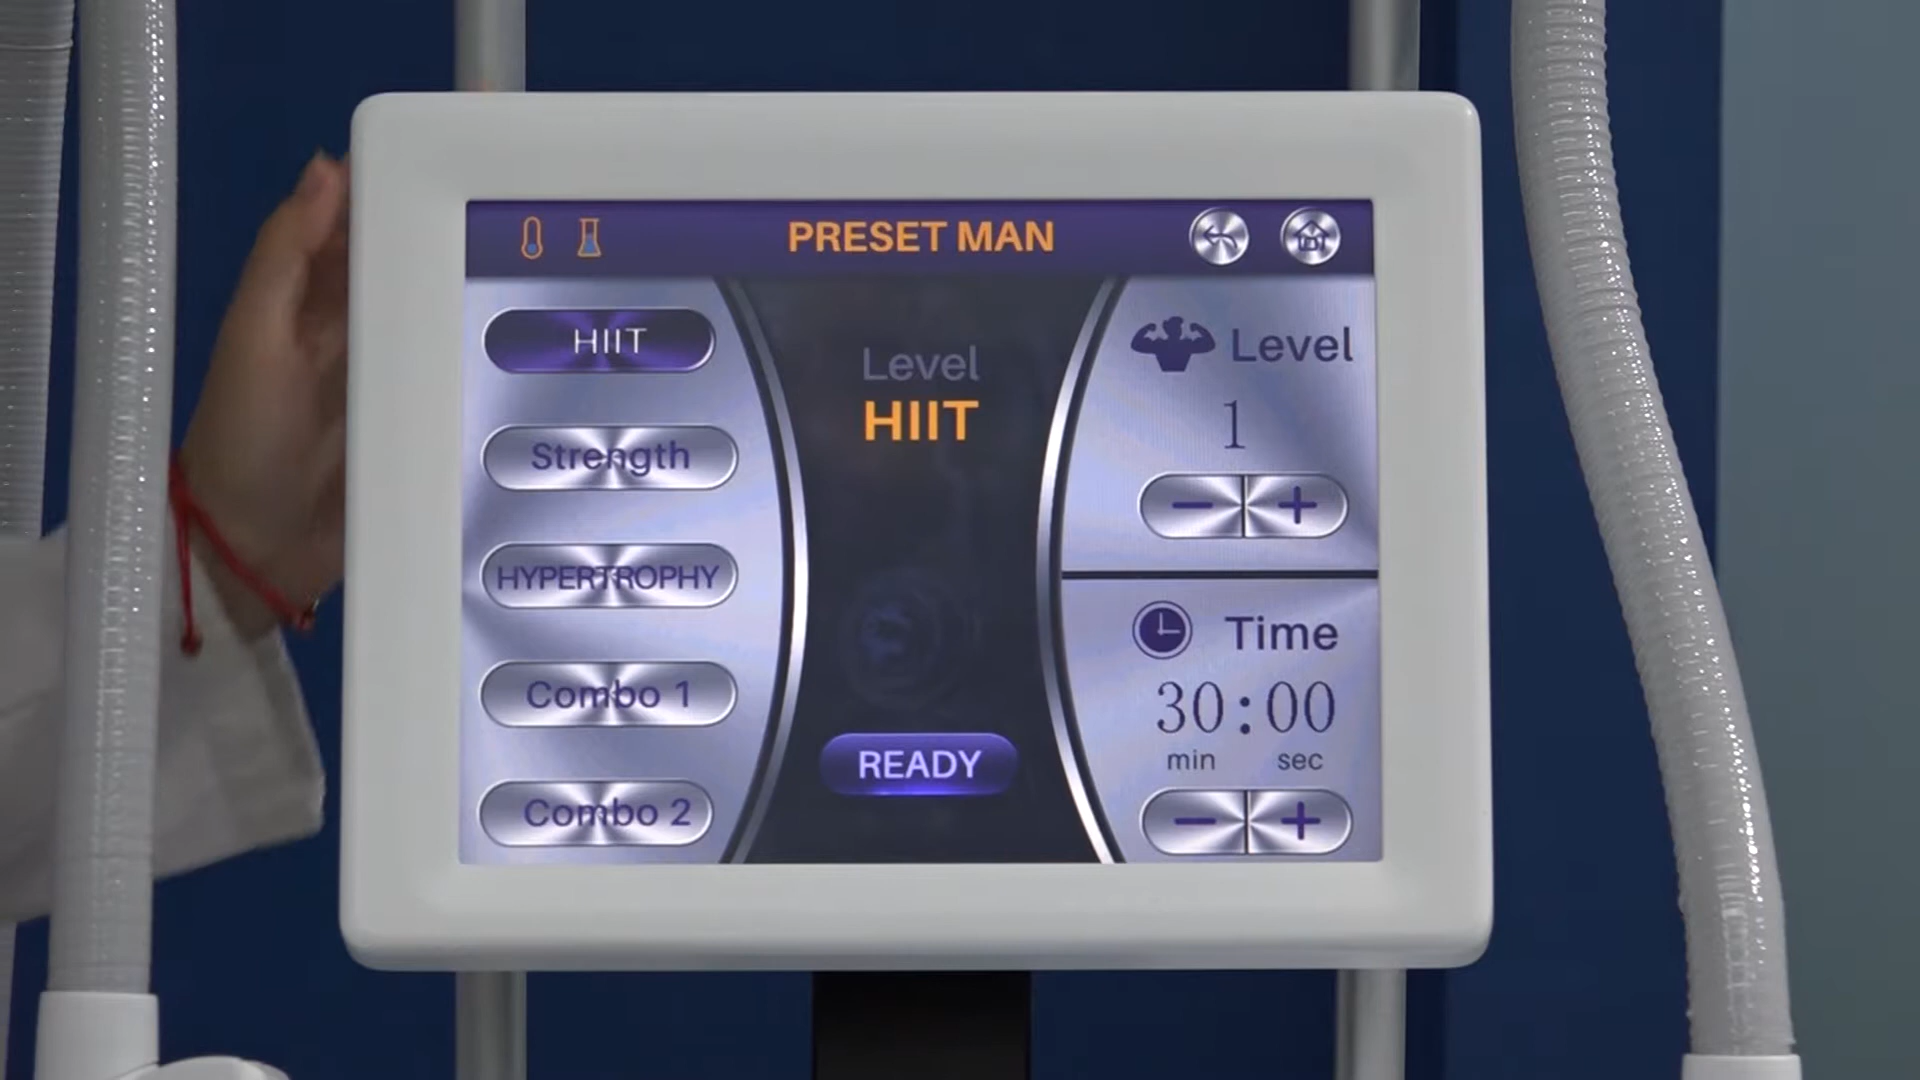 PRESET MAN
HIIT
Strength
HYPERTROPHY
Combo 1
Combo 2
Level
HIIT
READY
Level
1
− +
Time
30:00
min sec
− +